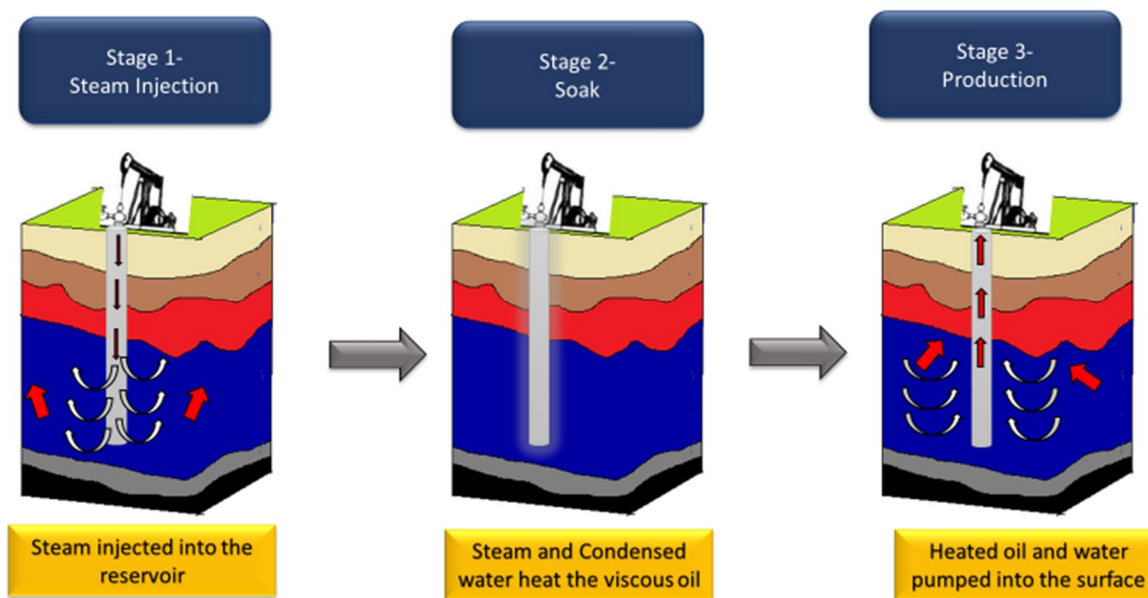 Stage 1-
Steam Injection
Stage 2-
Soak
Stage 3-
Production
Steam injected into the
reservoir
Steam and Condensed
water heat the viscous oil
Heated oil and water
pumped into the surface